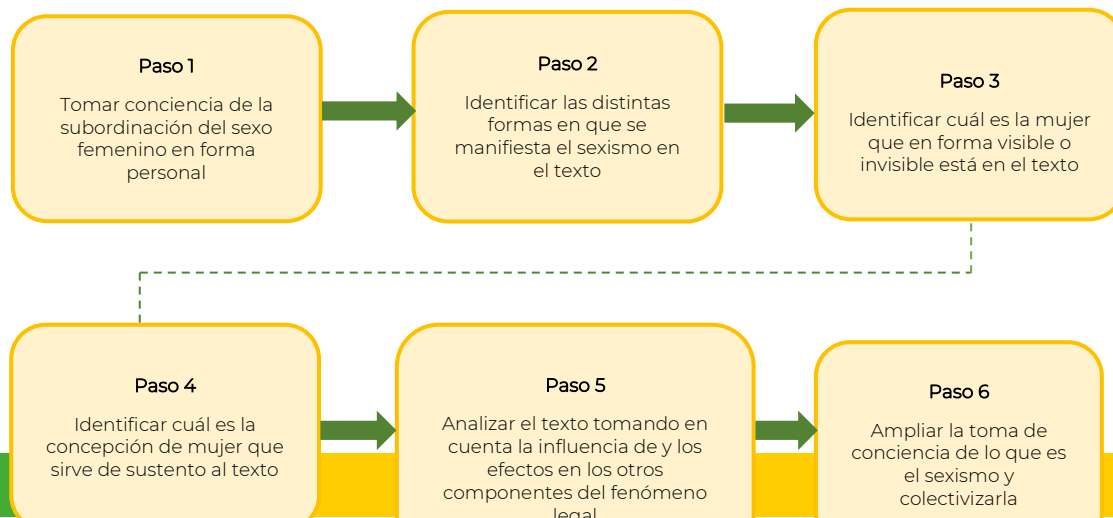 Paso 1
Tomar conciencia de la
subordinación del sexo
femenino en forma
personal
Paso 2
Identificar las distintas
formas en que se
manifiesta el sexismo en
el texto
Paso 3
Identificar cuál es la mujer
que en forma visible o
invisible está en el texto
Paso 4
Identificar cuál es la
concepción de mujer que
sirve de sustento al texto
Paso 5
Analizar el texto tomando en
cuenta la influencia de y los
efectos en los otros
componentes del fenómeno
legal
Paso 6
Ampliar la toma de
conciencia de lo que es
el sexismo y
colectivizarla